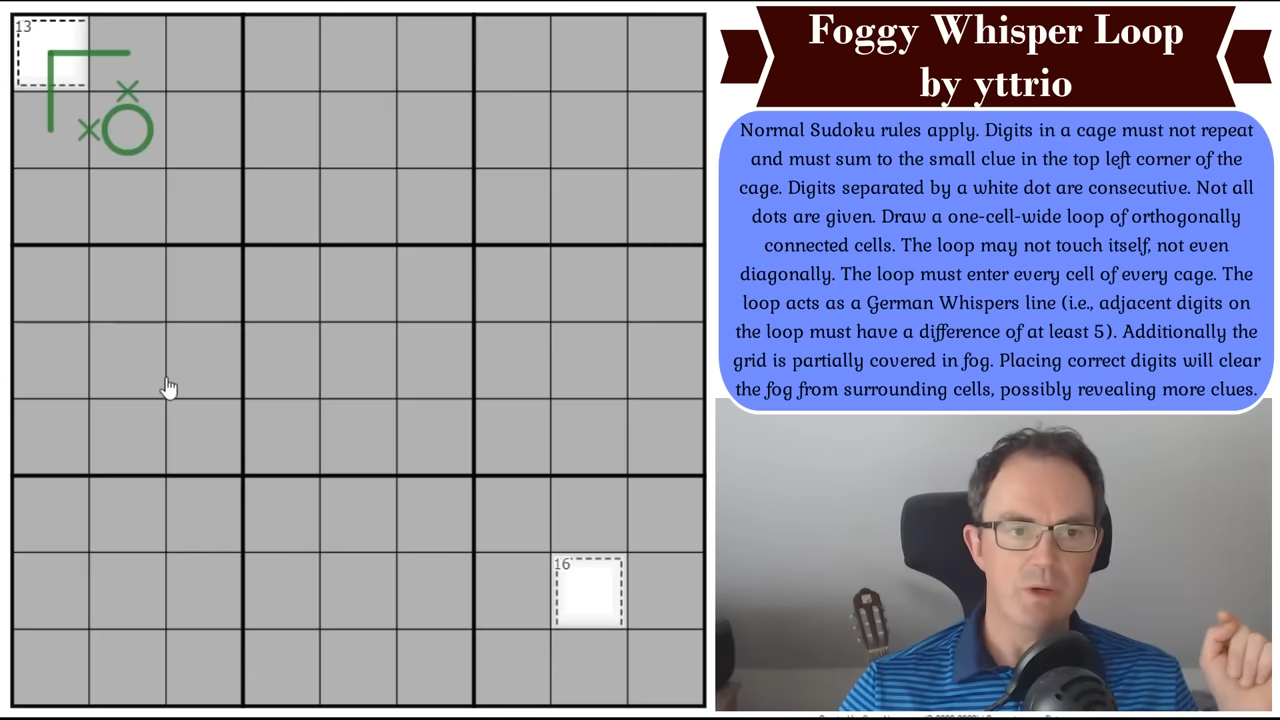 13
16
Foggy Whisper Loop
by yttrio
Normal Sudoku rules apply. Digits in a cage must not repeat
and must sum to the small clue in the top left corner of the
cage. Digits separated by a white dot are consecutive. Not all
dots are given. Draw a one-cell-wide loop of orthogonally
connected cells. The loop may not touch itself, not even
diagonally. The loop must enter every cell of every cage. The
loop acts as a German Whispers line (i.e., adjacent digits on
the loop must have a difference of at least 5). Additionally the
grid is partially covered in fog. Placing correct digits will clear
the fog from surrounding cells, possibly revealing more clues.